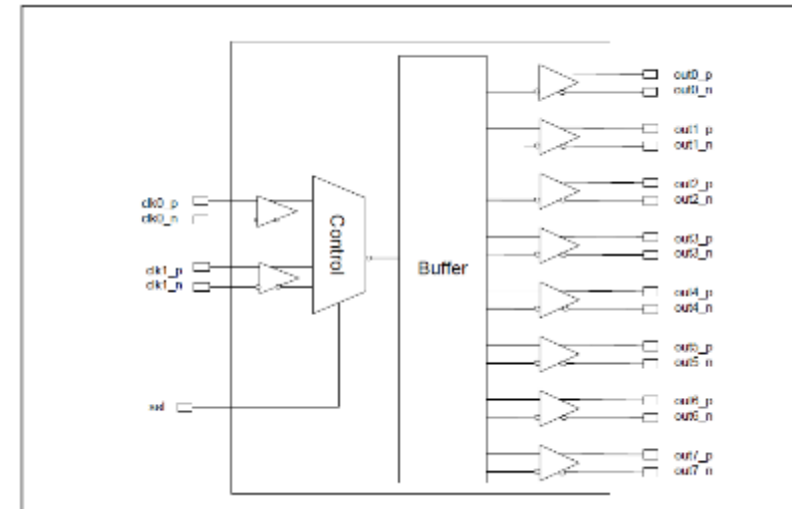 clk0_p
clk0_n
clk1_p
clk1_n
sel
Control
Buffer
out0_p
out0_n
out1_p
out1_n
out2_p
out2_n
out3_p
out3_n
out4_p
out4_n
out5_p
out5_n
out6_p
out6_n
out7_p
out7_n